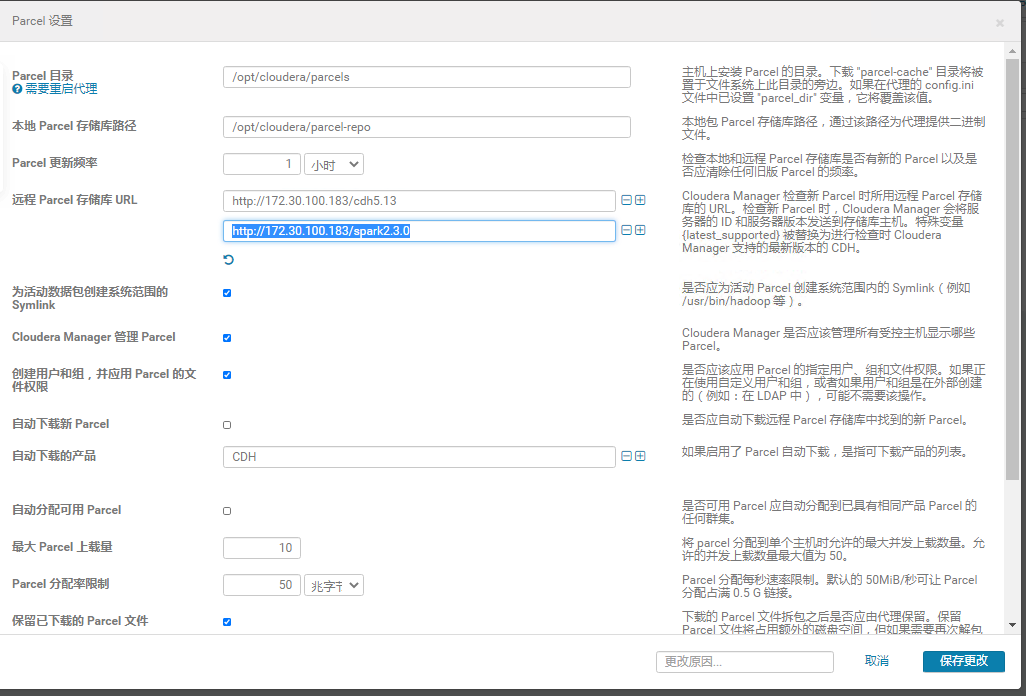 Parcel 设置
×
Parcel 目录
需要重启代理
/opt/cloudera/parcels
主机上安装 Parcel 的目录。下载 "parcel-cache" 目录将被
置于文件系统上此目录的旁边。如果在代理的 config.ini
文件中已设置 "parcel_dir" 变量，它将覆盖该值。
本地 Parcel 存储库路径
/opt/cloudera/parcel-repo
本地包 Parcel 存储库路径，通过该路径为代理提供二进制
文件。
Parcel 更新频率
1
小时
检查本地和远程 Parcel 存储库是否有新的 Parcel 以及是
否应清除任何旧版 Parcel 的频率。
远程 Parcel 存储库 URL
http://172.30.100.183/cdh5.13
http://172.30.100.183/spark2.3.0
Cloudera Manager 检查新 Parcel 时所用远程 Parcel 存储
库的 URL。检查新 Parcel 时，Cloudera Manager 会将服
务器的 ID 和服务器版本发送到存储库主机。特殊变量
{latest_supported} 被替换为进行检查时 Cloudera
Manager 支持的最新版本的 CDH。
为活动数据包创建系统范围的
Symlink
是否应为活动 Parcel 创建系统范围内的 Symlink（例如
/usr/bin/hadoop 等）。
Cloudera Manager 管理 Parcel
Cloudera Manager 是否应该管理所有受控主机显示哪些
Parcel。
创建用户和组，并应用 Parcel 的文
件权限
是否应该应用 Parcel 的指定用户、组和文件权限。如果正
在使用自定义用户和组，或者如果用户和组是在外部创建
的（例如：在 LDAP 中），可能不需要该操作。
自动下载新 Parcel
是否应自动下载远程 Parcel 存储库中找到的新 Parcel。
自动下载的产品
CDH
如果启用了 Parcel 自动下载，是指可下载产品的列表。
自动分配可用 Parcel
是否可用 Parcel 应自动分配到已具有相同产品 Parcel 的
任何群集。
最大 Parcel 上载量
10
将 parcel 分配到单个主机时允许的最大并发上载数量。允
许的并发上载数量最大值为 50。
Parcel 分配率限制
50
兆字节
Parcel 分配每秒速率限制。默认的 50MiB/秒可让 Parcel
分配占满 0.5 G 链接。
保留已下载的 Parcel 文件
下载的 Parcel 文件拆包之后是否应由代理保留。保留
Parcel 文件将占用额外的磁盘空间，但如果需要再次解包
更改原因...
取消
保存更改